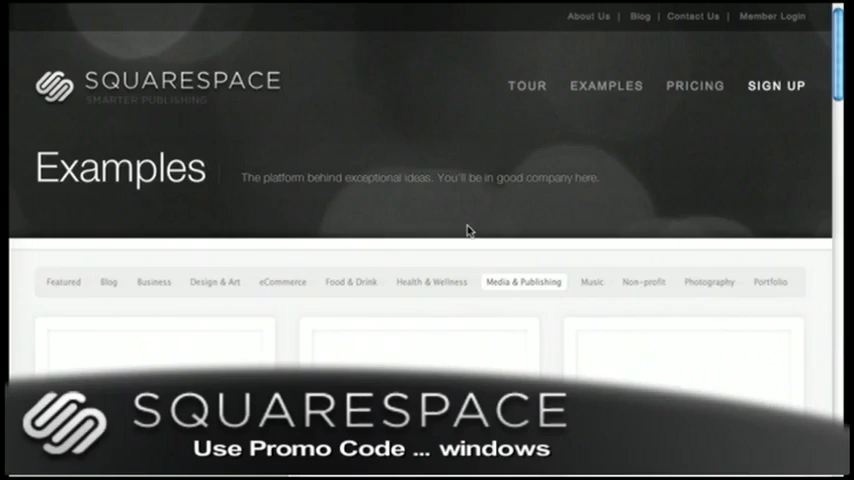 About Us | Blog | Contact Us | Member Login
SQUARESPACE
SMARTER PUBLISHING
TOUR EXAMPLES PRICING SIGN UP
Examples
The platform behind exceptional ideas. You'll be in good company here.
Featured Blog Business Design & Art eCommerce Food & Drink Health & Wellness Media & Publishing Music Non-profit Photography Portfolio
SQUARESPACE
Use Promo Code ... windows